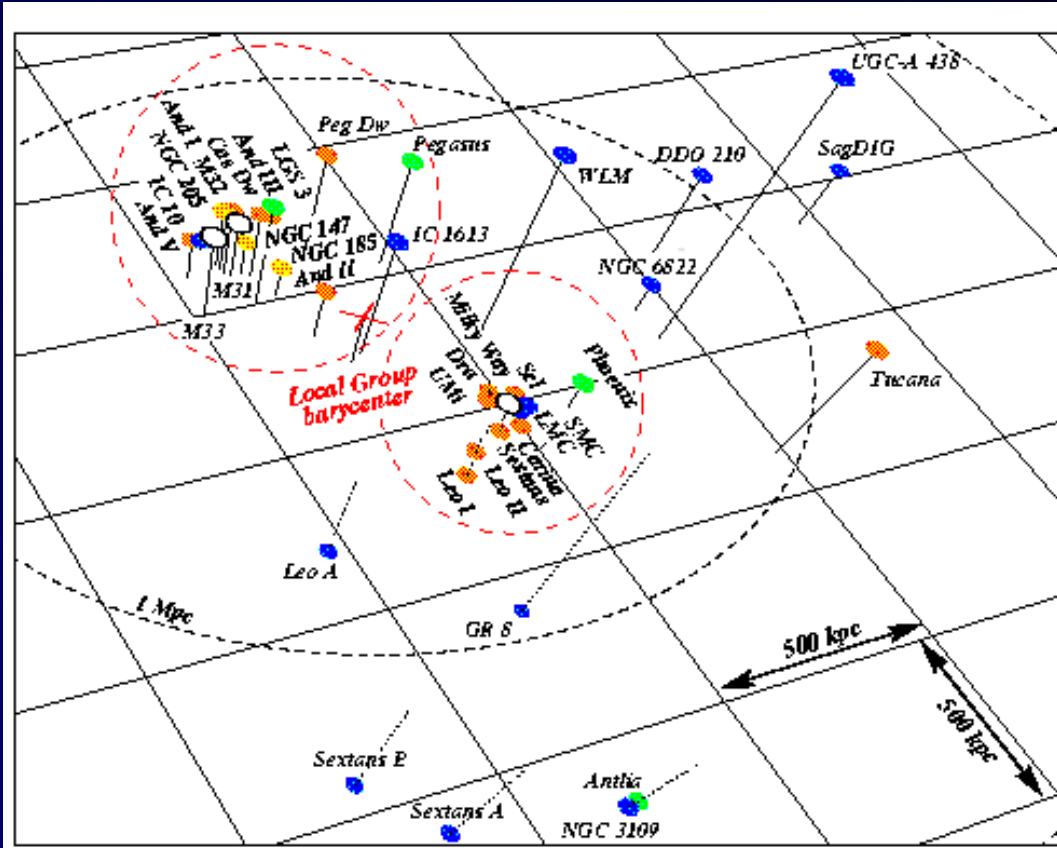 UGC-A 438
Peg Dw
Pegasus
WLM
DDO 210
SagDIG
And I
M32
Cas Dw
And III
LGS 3
NGC 205
IC 10
And V
NGC 147
NGC 185
And II
M31
M33
IC 1613
NGC 6822
Local Group
barycenter
Milky Way
Dra
UMi
Scl
Phoenix
SMC
LMC
Carina
Sextans
Leo II
Leo I
Tucana
Leo A
1 Mpc
GR 8
500 kpc
500 kpc
Sextans B
Sextans A
Antlia
NGC 3109